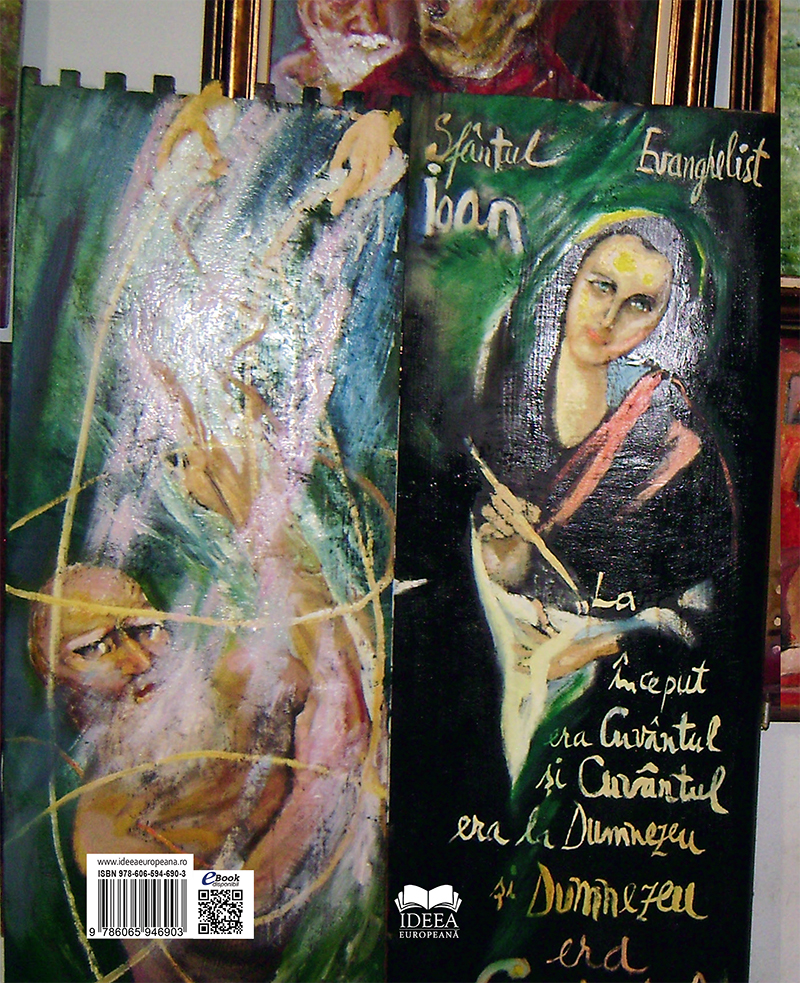 Sfântul Evanghelist
Ioan
La
început
era Cuvântul
și Cuvântul
era la Dumnezeu
și Dumnezeu
era
www.ideeaeuropeana.ro
ISBN 978-606-594-690-3
9 786065 946903
eBook
disponibil
IDEEA
EUROPEANĂ